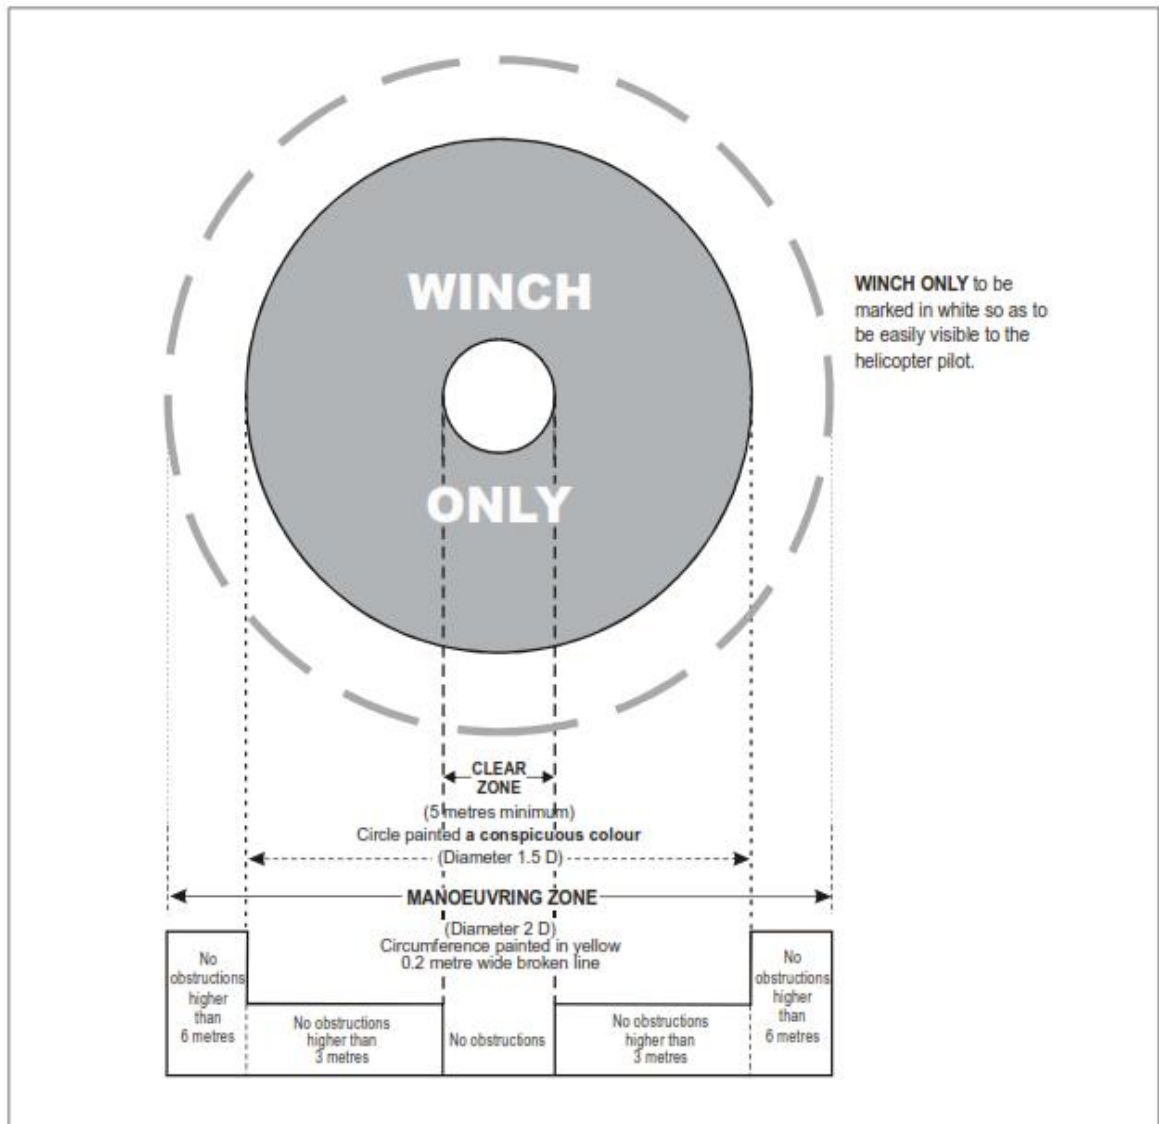 WINCH
ONLY
WINCH ONLY to be
marked in white so as to
be easily visible to the
helicopter pilot.
CLEAR
ZONE
(5 metres minimum)
Circle painted a conspicuous colour
(Diameter 1.5 D)
MANOEUVRING ZONE
(Diameter 2 D)
Circumference painted in yellow
0.2 metre wide broken line
No
obstructions
higher
than
6 metres
No obstructions
higher than
3 metres
No obstructions
No obstructions
higher than
3 metres
No
obstructions
higher
than
6 metres